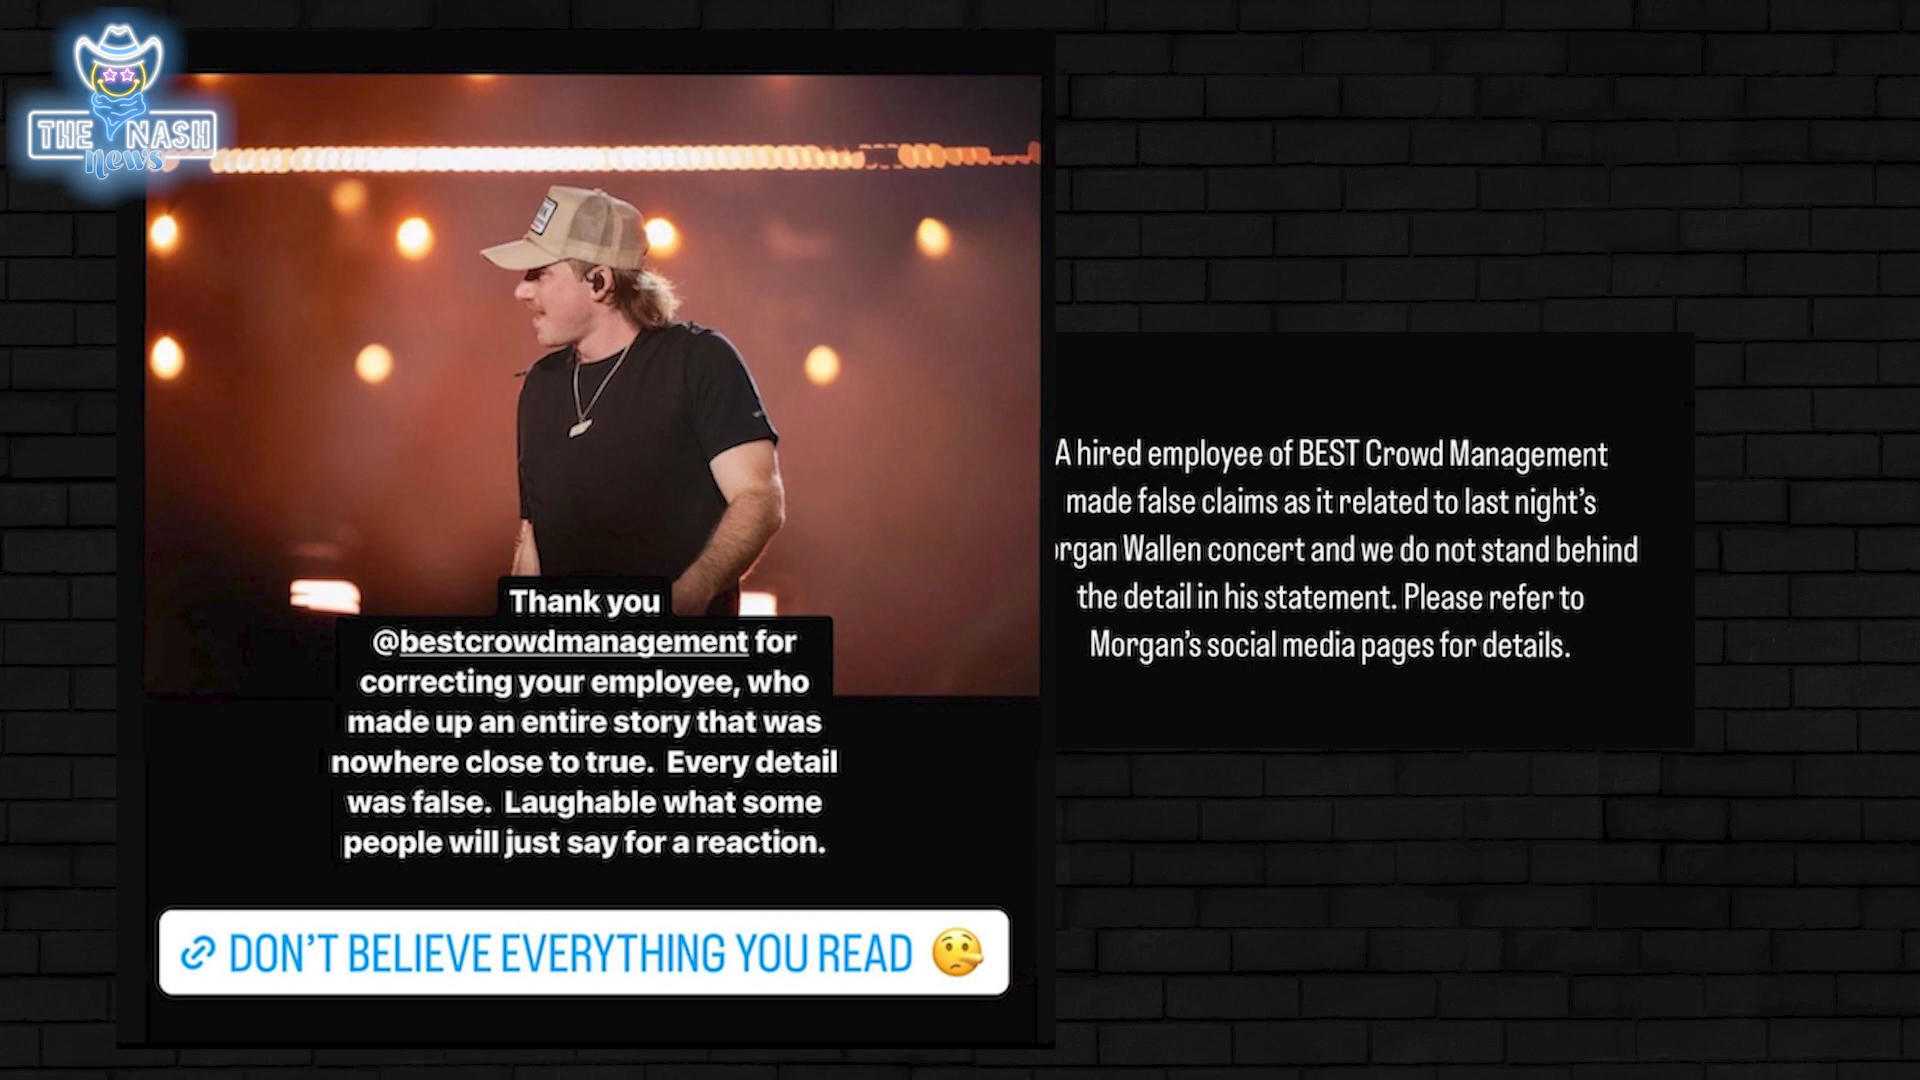 THE NASH
News
Thank you
@bestcrowdmanagement for
correcting your employee, who
made up an entire story that was
nowhere close to true. Every detail
was false. Laughable what some
people will just say for a reaction.
DON'T BELIEVE EVERYTHING YOU READ
A hired employee of BEST Crowd Management
made false claims as it related to last night's
organ Wallen concert and we do not stand behind
the detail in his statement. Please refer to
Morgan's social media pages for details.